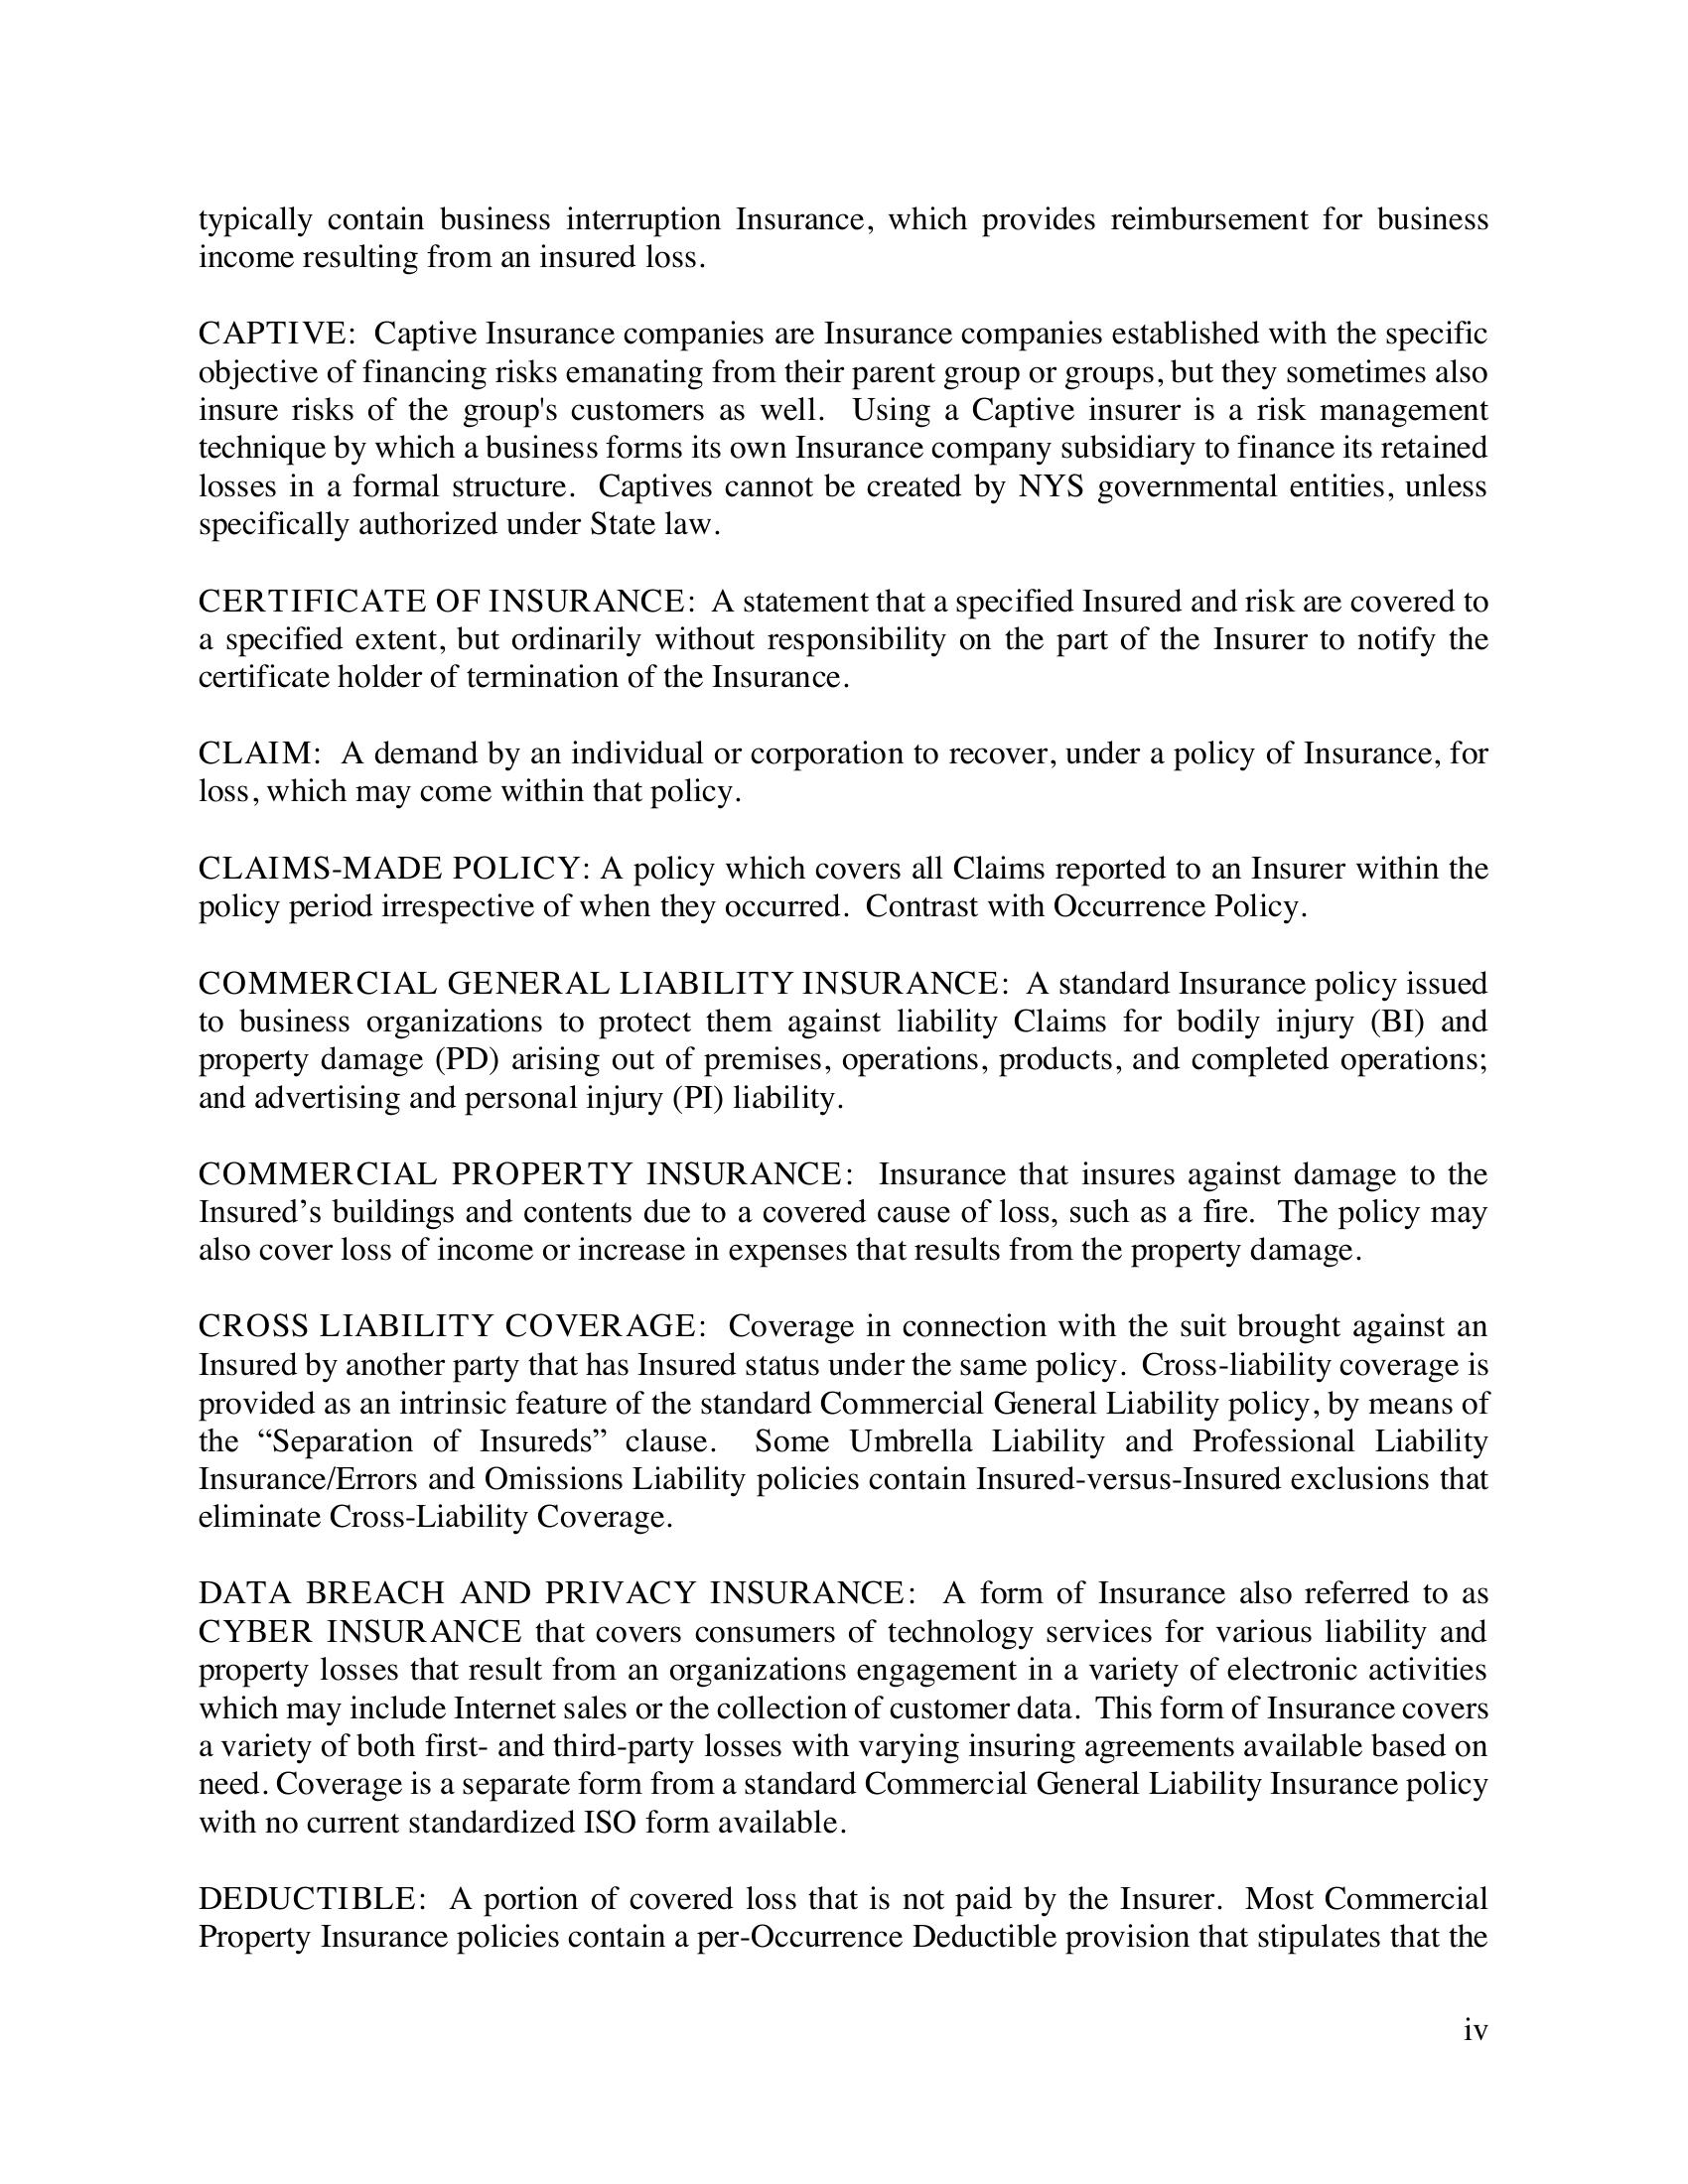 typically contain business interruption Insurance, which provides reimbursement for business
income resulting from an insured loss.
CAPTIVE: Captive Insurance companies are Insurance companies established with the specific
objective of financing risks emanating from their parent group or groups, but they sometimes also
insure risks of the group's customers as well. Using a Captive insurer is a risk management
technique by which a business forms its own Insurance company subsidiary to finance its retained
losses in a formal structure. Captives cannot be created by NYS governmental entities, unless
specifically authorized under State law.
CERTIFICATE OF INSURANCE: A statement that a specified Insured and risk are covered to
a specified extent, but ordinarily without responsibility on the part of the Insurer to notify the
certificate holder of termination of the Insurance.
CLAIM: A demand by an individual or corporation to recover, under a policy of Insurance, for
loss, which may come within that policy.
CLAIMS-MADE POLICY: A policy which covers all Claims reported to an Insurer within the
policy period irrespective of when they occurred. Contrast with Occurrence Policy.
COMMERCIAL GENERAL LIABILITY INSURANCE: A standard Insurance policy issued
to business organizations to protect them against liability Claims for bodily injury (BI) and
property damage (PD) arising out of premises, operations, products, and completed operations;
and advertising and personal injury (PI) liability.
COMMERCIAL PROPERTY INSURANCE: Insurance that insures against damage to the
Insured’s buildings and contents due to a covered cause of loss, such as a fire. The policy may
also cover loss of income or increase in expenses that results from the property damage.
CROSS LIABILITY COVERAGE: Coverage in connection with the suit brought against an
Insured by another party that has Insured status under the same policy. Cross-liability coverage is
provided as an intrinsic feature of the standard Commercial General Liability policy, by means of
the “Separation of Insureds” clause. Some Umbrella Liability and Professional Liability
Insurance/Errors and Omissions Liability policies contain Insured-versus-Insured exclusions that
eliminate Cross-Liability Coverage.
DATA BREACH AND PRIVACY INSURANCE: A form of Insurance also referred to as
CYBER INSURANCE that covers consumers of technology services for various liability and
property losses that result from an organizations engagement in a variety of electronic activities
which may include Internet sales or the collection of customer data. This form of Insurance covers
a variety of both first- and third-party losses with varying insuring agreements available based on
need. Coverage is a separate form from a standard Commercial General Liability Insurance policy
with no current standardized ISO form available.
DEDUCTIBLE: A portion of covered loss that is not paid by the Insurer. Most Commercial
Property Insurance policies contain a per-Occurrence Deductible provision that stipulates that the
iv